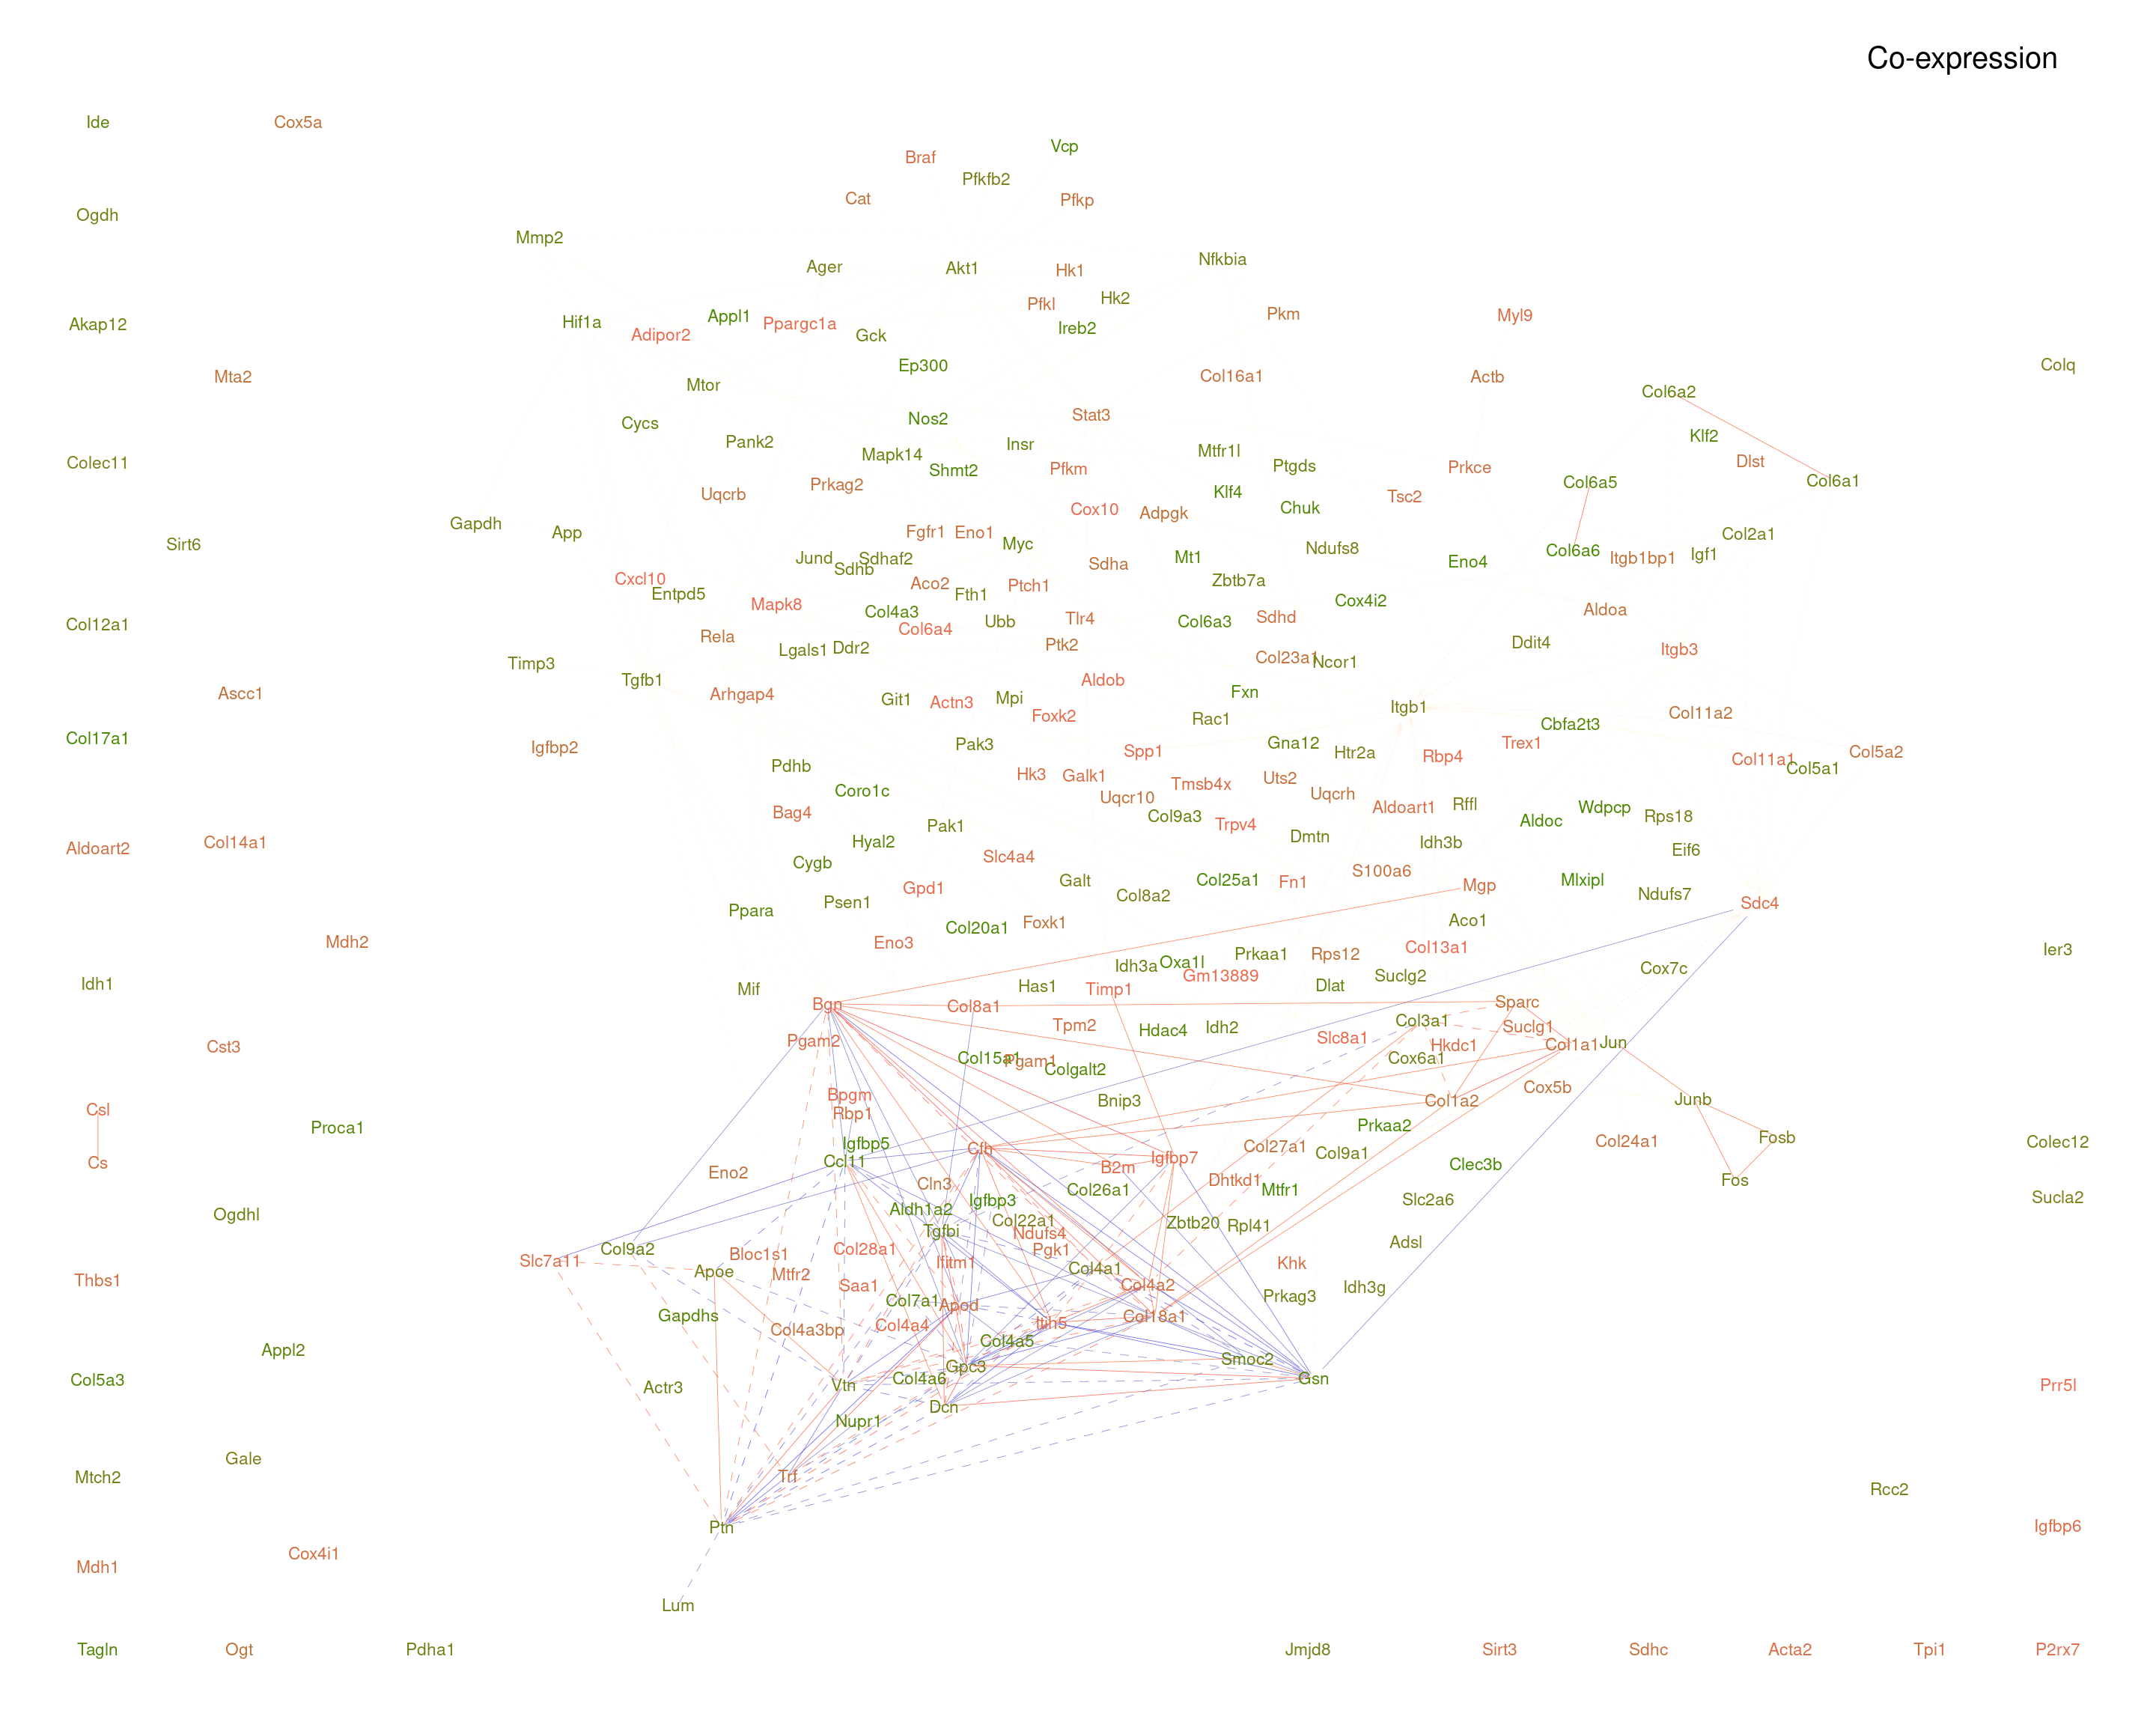 Co-expression
Ide
Cox5a
Vcp
Braf
Pfkfb2
Cat
Pfkp
Ogdh
Mmp2
Nfkbia
Ager
Akt1
Hk1
Hk2
Pfkl
Pkm
Myl9
Akap12
Hif1a
Appl1
Ppargc1a
Adipor2
Gck
Ireb2
Ep300
Colq
Mta2
Mtor
Col16a1
Actb
Col6a2
Nos2
Stat3
Cycs
Klf2
Pank2
Insr
Mapk14
Mtfr1l
Colec11
Shmt2
Pfkm
Ptgds
Prkce
Dlst
Col6a1
Prkag2
Col6a5
Uqcrb
Klf4
Tsc2
Cox10
Adpgk
Chuk
Gapdh
App
Fgfr1
Eno1
Col2a1
Sirt6
Myc
Ndufs8
Col6a6
Igf1
Jund
Sdhaf2
Mt1
Itgb1bp1
Sdhb
Sdha
Eno4
Cxcl10
Aco2
Ptch1
Zbtb7a
Entpd5
Fth1
Mapk8
Col4a3
Cox4i2
Aldoa
Col12a1
Col6a4
Ubb
Tlr4
Col6a3
Sdhd
Rela
Lgals1
Ddr2
Ptk2
Ddit4
Itgb3
Timp3
Col23a1
Ncor1
Tgfb1
Aldob
Ascc1
Arhgap4
Git1
Actn3
Mpi
Fxn
Foxk2
Rac1
Itgb1
Col11a2
Cbfa2t3
Col17a1
Igfbp2
Pak3
Spp1
Gna12
Htr2a
Rbp4
Trex1
Col11a1
Col5a2
Col5a1
Pdhb
Hk3
Galk1
Tmsb4x
Uts2
Coro1c
Uqcr10
Uqcrh
Bag4
Col9a3
Aldoart1
Rffl
Wdpcp
Pak1
Trpv4
Aldoc
Rps18
Aldoart2
Col14a1
Hyal2
Dmtn
Idh3b
Eif6
Cygb
Slc4a4
S100a6
Gpd1
Galt
Col25a1
Fn1
Mgp
Mlxipl
Ndufs7
Col8a2
Ppara
Psen1
Sdc4
Col20a1
Foxk1
Aco1
Mdh2
Eno3
Col13a1
Ier3
Prkaa1
Rps12
Idh3a
Oxa1l
Cox7c
Idh1
Mif
Has1
Timp1
Gm13889
Dlat
Suclg2
Bgn
Col8a1
Sparc
Tpm2
Hdac4
Idh2
Col3a1
Suclg1
Cst3
Pgam2
Slc8a1
Hkdc1
Col1a1
Jun
Col15a1
Pgam1
Colgalt2
Cox6a1
Cox5b
Csl
Bpgm
Rbp1
Bnip3
Col1a2
Junb
Proca1
Igfbp5
Cfh
Prkaa2
Col24a1
Fosb
Colec12
Cs
Ccl11
B2m
Igfbp7
Col27a1
Col9a1
Clec3b
Eno2
Cln3
Dhtkd1
Col26a1
Mtfr1
Fos
Sucla2
Ogdhl
Aldh1a2
Igfbp3
Slc2a6
Col22a1
Zbtb20
Rpl41
Tgfbi
Ndufs4
Adsl
Col9a2
Bloc1s1
Col28a1
Pgk1
Slc7a11
Apoe
Mtfr2
Ifitm1
Col4a1
Khk
Thbs1
Saa1
Col4a2
Idh3g
Col7a1
Apod
Prkag3
Gapdhs
Col4a3bp
Col4a4
Itih5
Col18a1
Appl2
Col4a5
Smoc2
Col5a3
Actr3
Vtn
Col4a6
Gpc3
Gsn
Prr5l
Nupr1
Dcn
Gale
Mtch2
Trf
Rcc2
Ptn
Igfbp6
Mdh1
Cox4i1
Lum
Tagln
Ogt
Pdha1
Jmjd8
Sirt3
Sdhc
Acta2
Tpi1
P2rx7